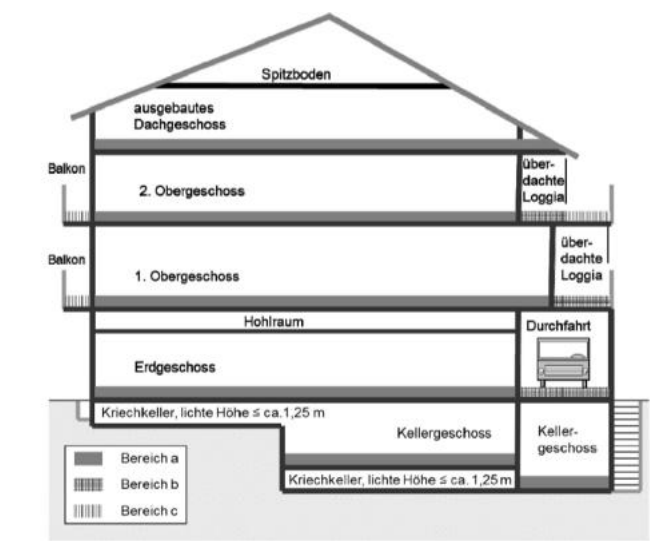 Spitzboden
ausgebautes
Dachgeschoss
Balkon
2. Obergeschoss
über-
dachte
Loggia
Balkon
1. Obergeschoss
über-
dachte
Loggia
Hohlraum
Durchfahrt
Erdgeschoss
Kriechkeller, lichte Höhe ≤ ca. 1,25 m
Kellergeschoss
Keller-
geschoss
Kriechkeller, lichte Höhe ≤ ca. 1,25 m
Bereich a
Bereich b
Bereich c